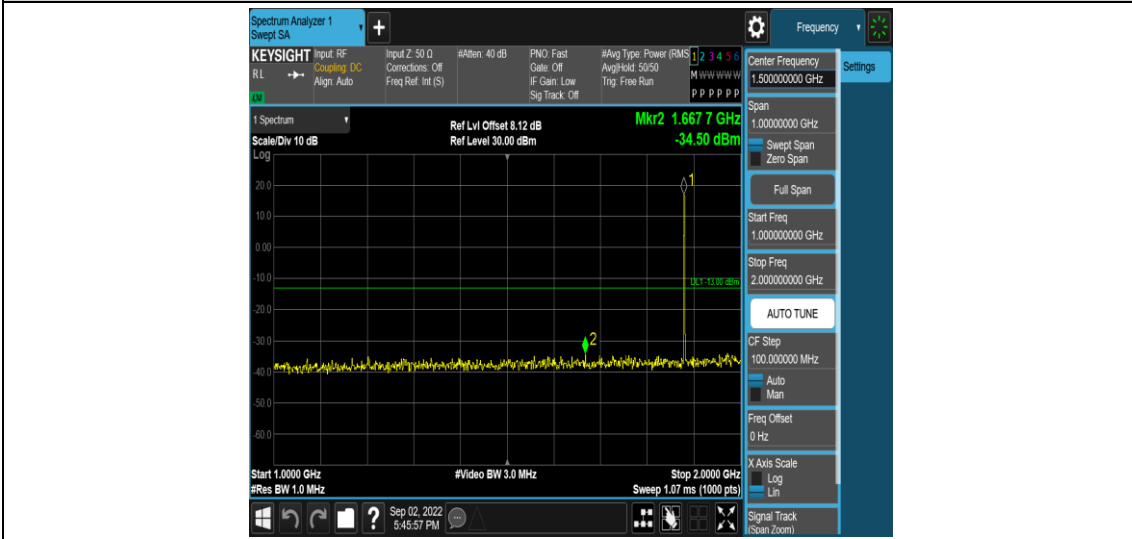 Spectrum Analyzer 1
Swept SA
+
Frequency
KEYSIGHT
RL
LNI
Input: RF
Coupling: DC
Align: Auto
Input Z: 50 Ω
Corrections: Off
Freq Ref: Int (S)
#Atten: 40 dB
PNO: Fast
Gate: Off
IF Gain: Low
Sig Track: Off
#Avg Type: Power (RMS
Avg|Hold: 50/50
Trig: Free Run
1 2 3 4 5 6
M W W W W W
P P P P P P
1 Spectrum
Scale/Div 10 dB
Log
Ref Lvl Offset 8.12 dB
Ref Level 30.00 dBm
Mkr2 1.667 7 GHz
-34.50 dBm
20.0
10.0
0.00
-10.0
-20.0
-30.0
-40.0
-50.0
-60.0
1
DL1 -13.00 dBm
2
Start 1.0000 GHz
#Res BW 1.0 MHz
#Video BW 3.0 MHz
Stop 2.0000 GHz
Sweep 1.07 ms (1000 pts)
?
Sep 02, 2022
5:45:57 PM
Center Frequency
1.500000000 GHz
Settings
Span
1.00000000 GHz
Swept Span
Zero Span
Full Span
Start Freq
1.000000000 GHz
Stop Freq
2.000000000 GHz
AUTO TUNE
CF Step
100.000000 MHz
Auto
Man
Freq Offset
0 Hz
X Axis Scale
Log
Lin
Signal Track
(Span Zoom)